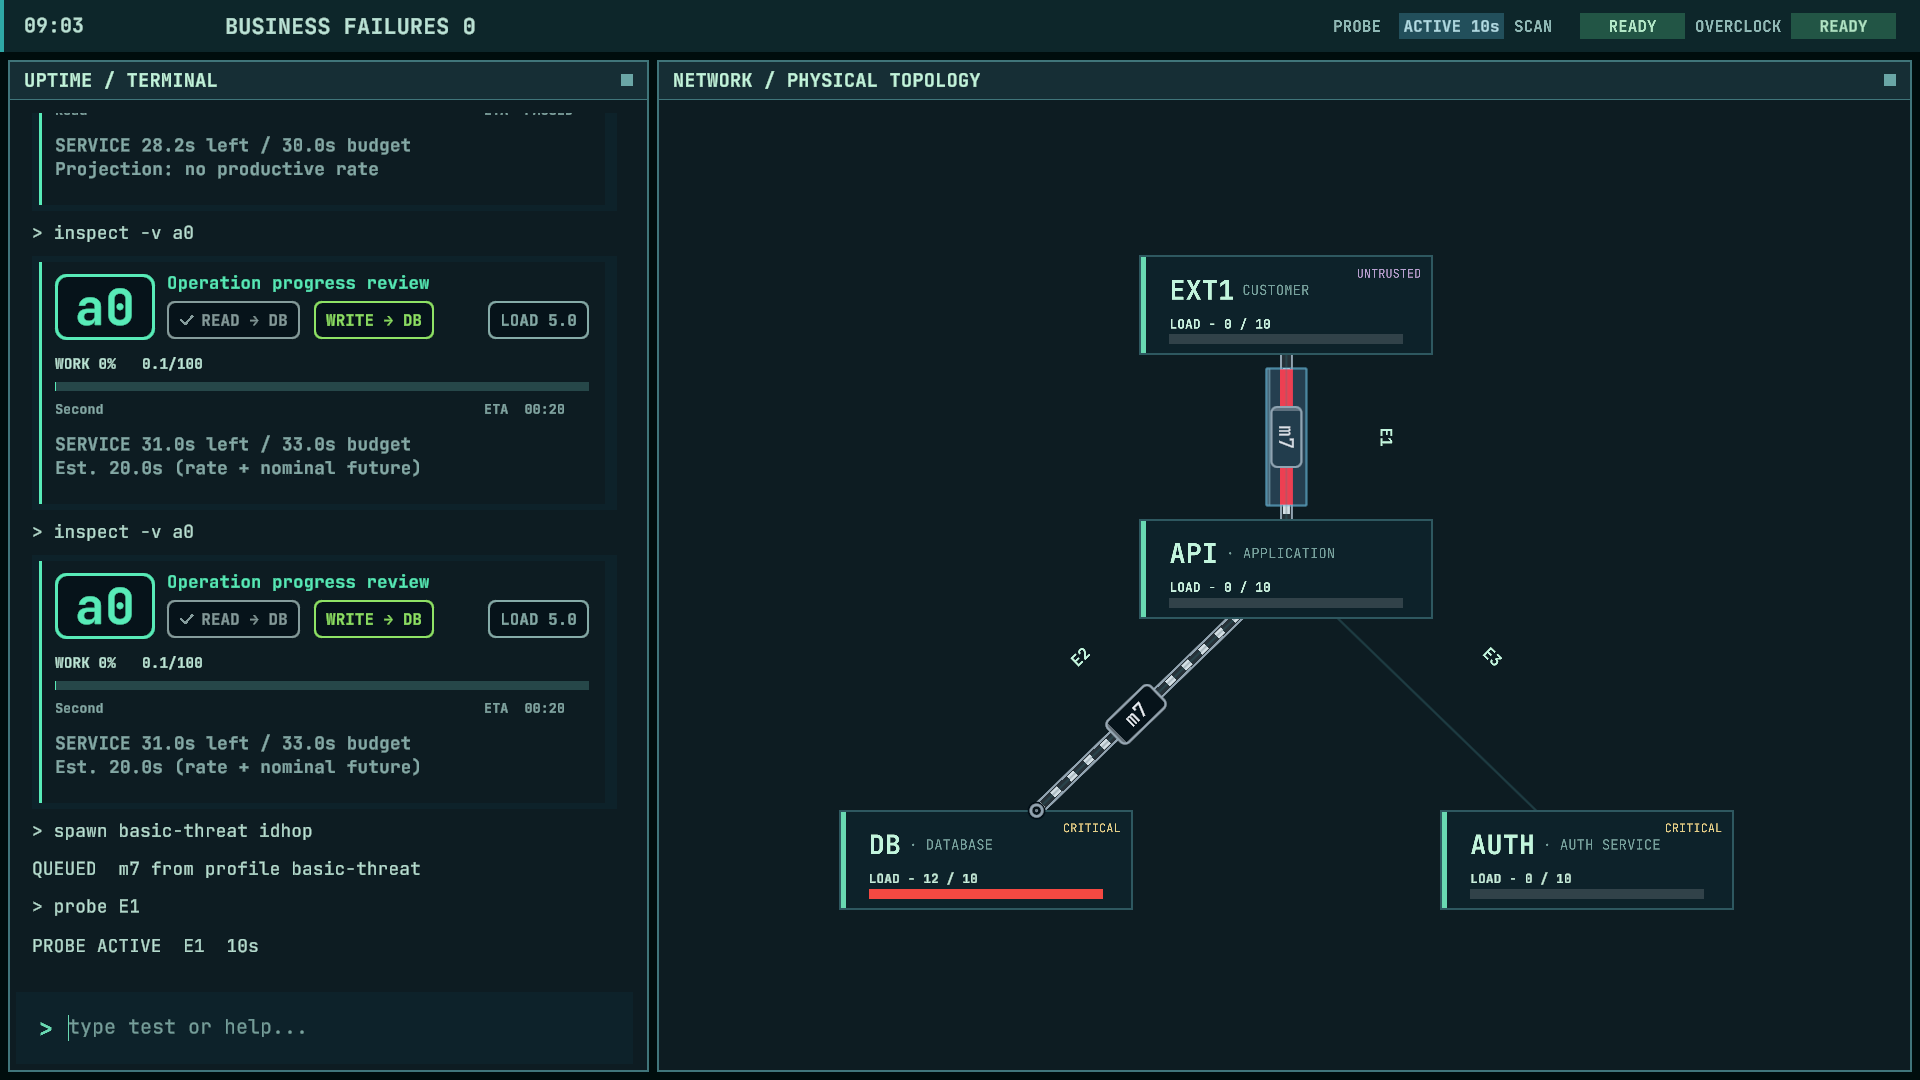 09:03
BUSINESS FAILURES 0
PROBE ACTIVE 10s SCAN READY OVERCLOCK READY
UPTIME / TERMINAL
SERVICE 28.2s left / 30.0s budget
Projection: no productive rate
> inspect -v a0
a0
Operation progress review
✓ READ → DB
WRITE → DB
LOAD 5.0
WORK 0% 0.1/100
Second
ETA 00:20
SERVICE 31.0s left / 33.0s budget
Est. 20.0s (rate + nominal future)
> inspect -v a0
a0
Operation progress review
✓ READ → DB
WRITE → DB
LOAD 5.0
WORK 0% 0.1/100
Second
ETA 00:20
SERVICE 31.0s left / 33.0s budget
Est. 20.0s (rate + nominal future)
> spawn basic-threat idhop
QUEUED m7 from profile basic-threat
> probe E1
PROBE ACTIVE E1 10s
> type test or help...
NETWORK / PHYSICAL TOPOLOGY
UNTRUSTED
EXT1 CUSTOMER
LOAD - 0 / 10
m7
E1
API · APPLICATION
LOAD - 0 / 10
E2
E3
m7
CRITICAL
DB · DATABASE
LOAD - 12 / 10
CRITICAL
AUTH · AUTH SERVICE
LOAD - 0 / 10